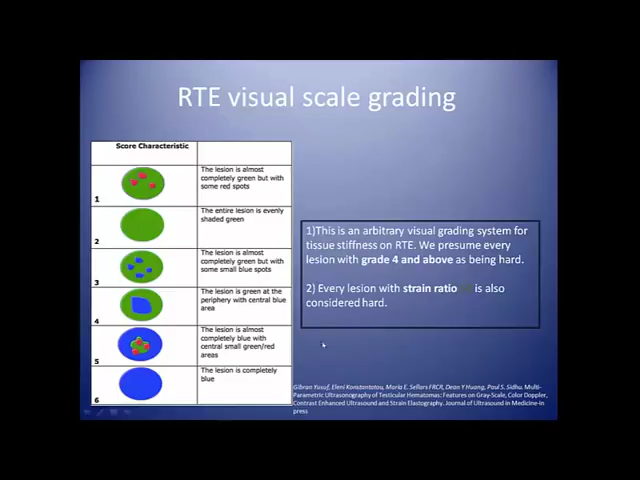 RTE visual scale grading
Score Characteristic
1
The lesion is almost
completely green but with
some red spots
2
The entire lesion is evenly
shaded green
3
The lesion is almost
completely green but with
some small blue spots
4
The lesion is green at the
periphery with central blue
area
5
The lesion is almost
completely blue with
central small green/red
areas
6
The lesion is completely
blue
1)This is an arbitrary visual grading system for
tissue stiffness on RTE. We presume every
lesion with grade 4 and above as being hard.
2) Every lesion with strain ratio is also
considered hard.
Gibran Yusuf, Eleni Konstantatou, Maria E. Sellars FRCR, Dean Y Huang, Paul S. Sidhu. Multi-
Parametric Ultrasonography of Testicular Hematomas: Features on Gray-Scale, Color Doppler,
Contrast Enhanced Ultrasound and Strain Elastography. Journal of Ultrasound in Medicine-In
press